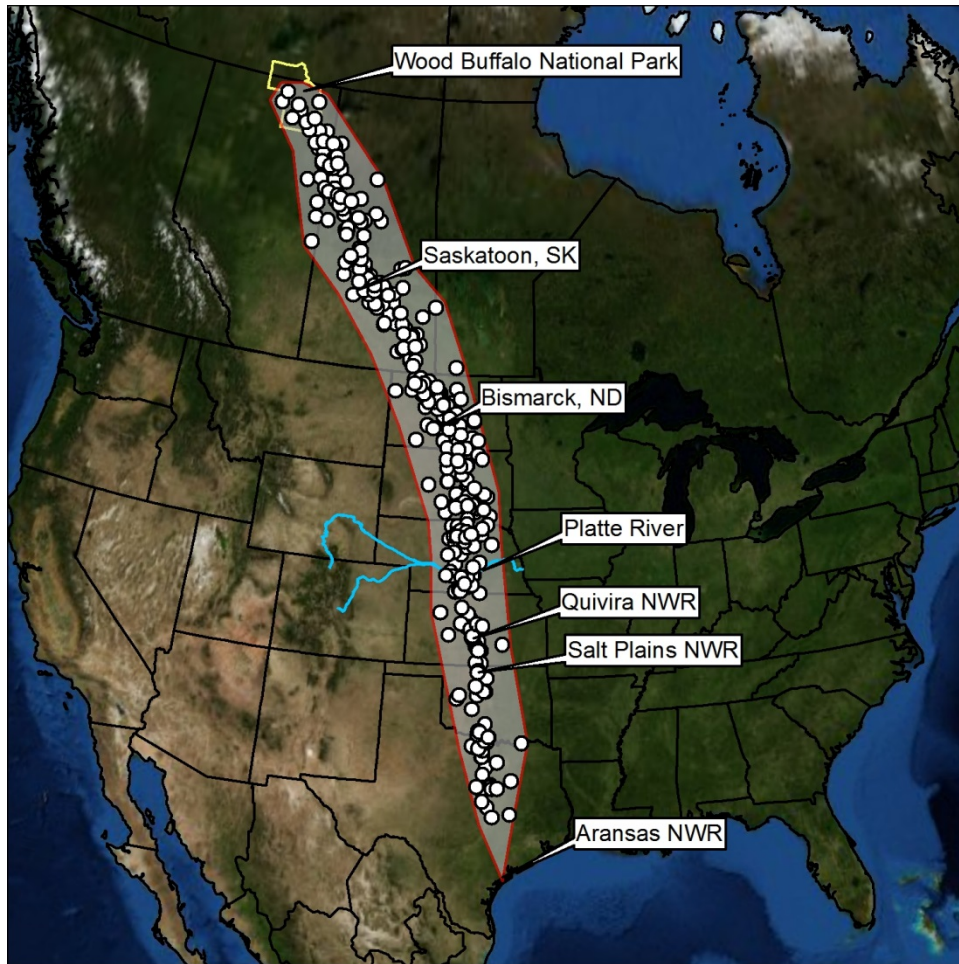 Wood Buffalo National Park
Saskatoon, SK
Bismarck, ND
Platte River
Quivira NWR
Salt Plains NWR
Aransas NWR